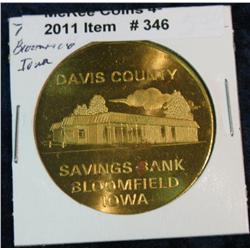 McKee Coins 4-
2011 Item # 346
7
Bloomfield
Iowa
DAVIS COUNTY
SAVINGS BANK
BLOOMFIELD
IOWA